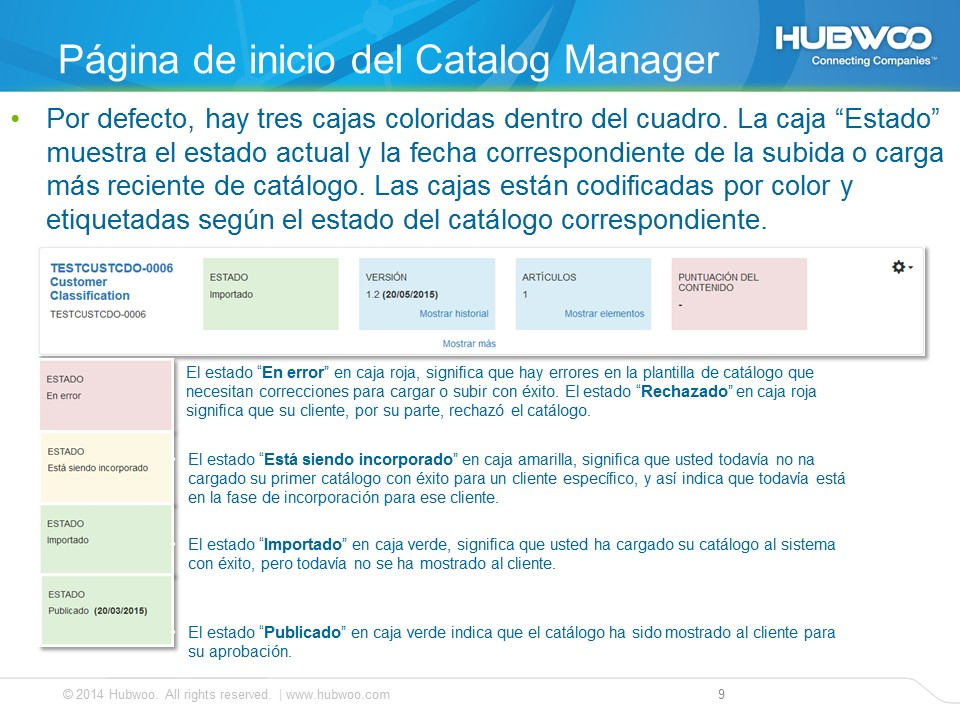 Página de inicio del Catalog Manager
HUBWOO
Connecting Companies™
• Por defecto, hay tres cajas coloridas dentro del cuadro. La caja “Estado”
muestra el estado actual y la fecha correspondiente de la subida o carga
más reciente de catálogo. Las cajas están codificadas por color y
etiquetadas según el estado del catálogo correspondiente.
TESTCUSTCDO-0006
Customer
Classification
TESTCUSTCDO-0006
ESTADO
Importado
VERSIÓN
1.2 (20/05/2015)
Mostrar historial
ARTÍCULOS
1
Mostrar elementos
PUNTUACIÓN DEL
CONTENIDO
-
Mostrar más
ESTADO
En error
El estado “En error” en caja roja, significa que hay errores en la plantilla de catálogo que
necesitan correcciones para cargar o subir con éxito. El estado “Rechazado” en caja roja
significa que su cliente, por su parte, rechazó el catálogo.
ESTADO
Está siendo incorporado
El estado “Está siendo incorporado” en caja amarilla, significa que usted todavía no na
cargado su primer catálogo con éxito para un cliente específico, y así indica que todavía está
en la fase de incorporación para ese cliente.
ESTADO
Importado
El estado “Importado” en caja verde, significa que usted ha cargado su catálogo al sistema
con éxito, pero todavía no se ha mostrado al cliente.
ESTADO
Publicado (20/03/2015)
El estado “Publicado” en caja verde indica que el catálogo ha sido mostrado al cliente para
su aprobación.
© 2014 Hubwoo. All rights reserved. | www.hubwoo.com
9